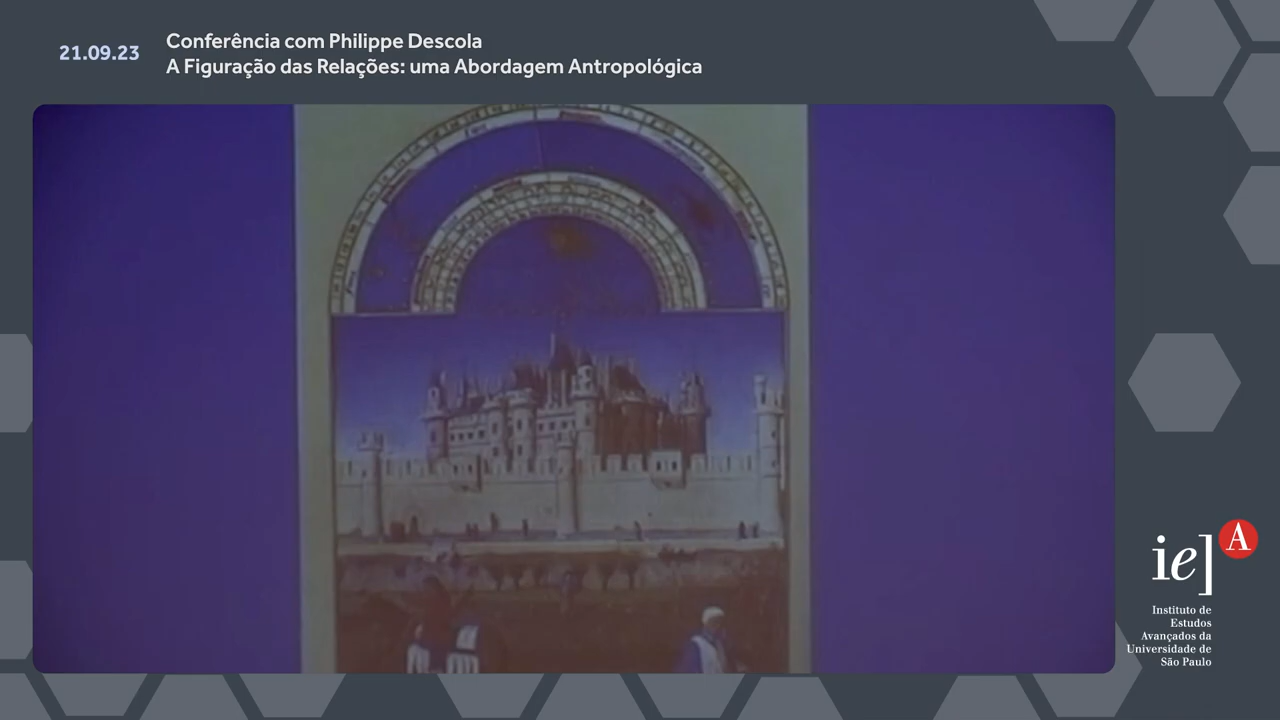 21.09.23
Conferência com Philippe Descola
A Figuração das Relações: uma Abordagem Antropológica
ie] A
Instituto de
Estudos
Avançados da
Universidade de
São Paulo